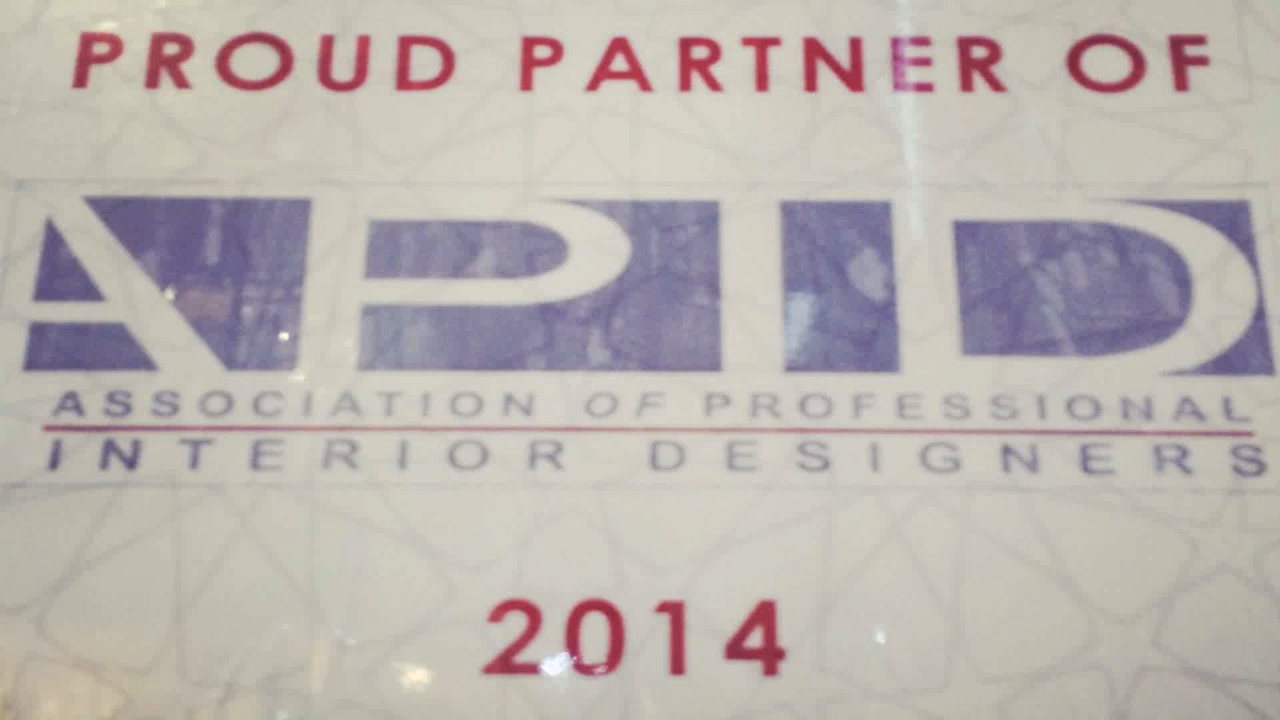 PROUD PARTNER OF
APID
ASSOCIATION OF PROFESSIONAL
INTERIOR DESIGNERS
2014